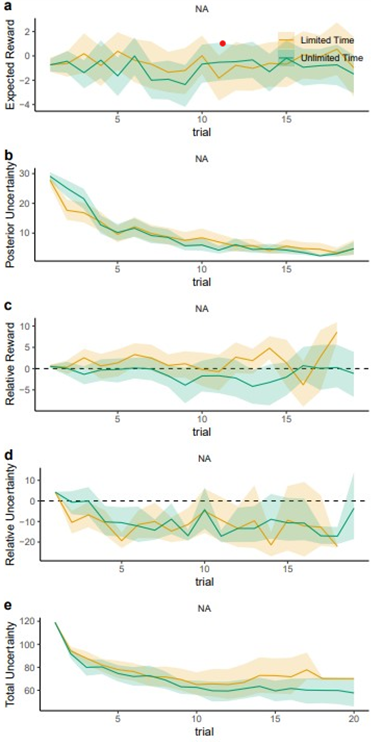 a
NA
Expected Reward
2
0
−2
−4
Limited Time
Unlimited Time
5
10
15
trial
b
NA
Posterior Uncertainty
30
20
10
5
10
15
trial
c
NA
Relative Reward
10
5
0
−5
5
10
15
trial
d
NA
Relative Uncertainty
10
0
−10
−20
5
10
15
trial
e
NA
Total Uncertainty
120
100
80
60
5
10
15
20
trial